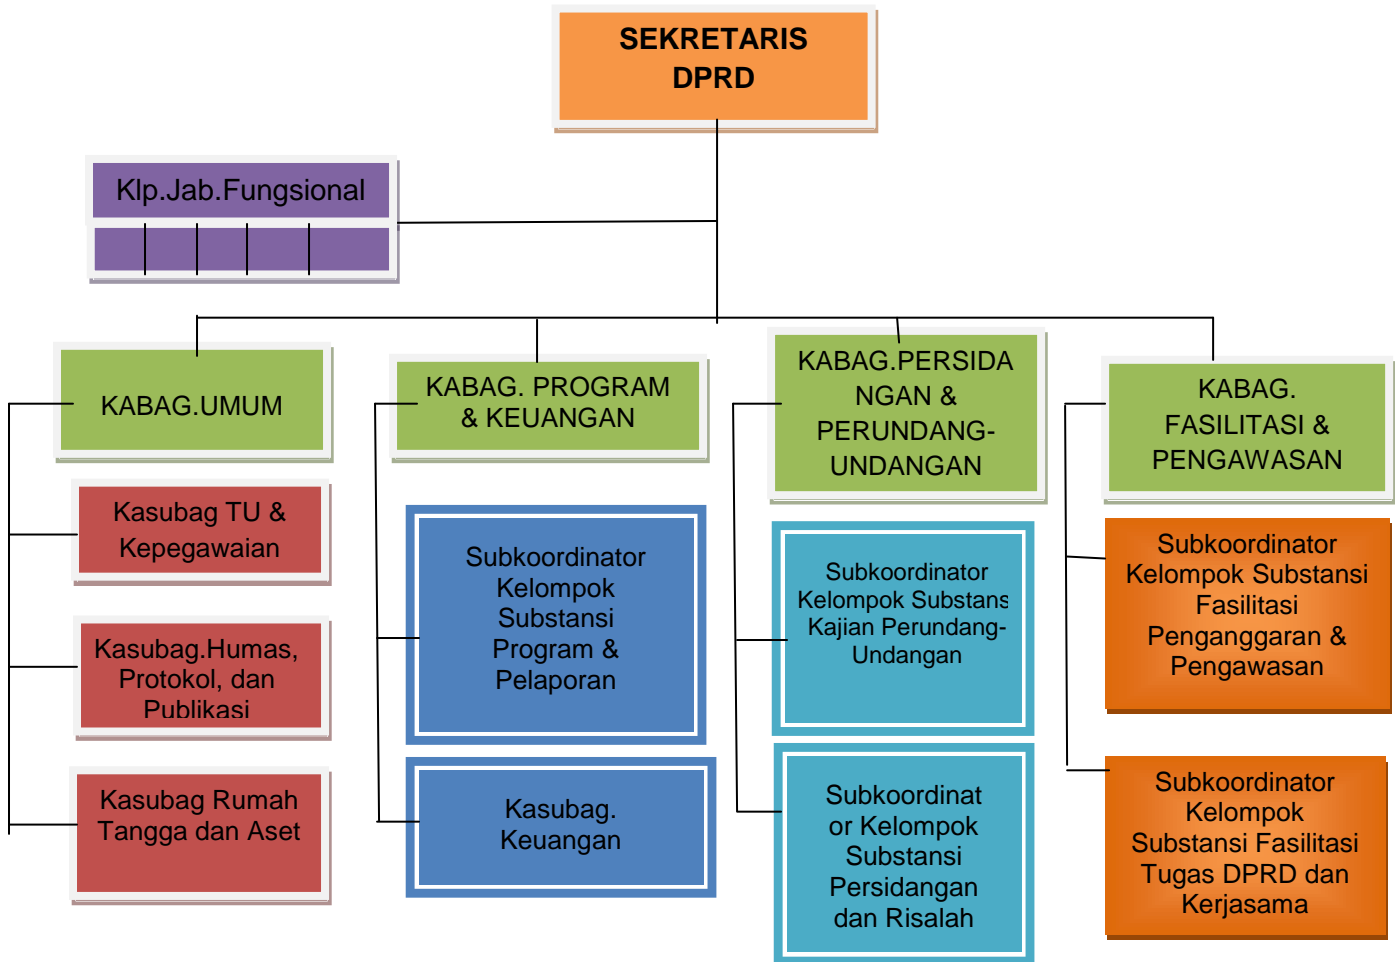 SEKRETARIS
DPRD
Klp.Jab.Fungsional
KABAG.UMUM
KABAG. PROGRAM
& KEUANGAN
KABAG.PERSIDA
NGAN &
PERUNDANG-
UNDANGAN
KABAG.
FASILITASI &
PENGAWASAN
Kasubag TU &
Kepegawaian
Kasubag.Humas,
Protokol, dan
Publikasi
Kasubag Rumah
Tangga dan Aset
Subkoordinator
Kelompok
Substansi
Program &
Pelaporan
Kasubag.
Keuangan
Subkoordinator
Kelompok Substans
Kajian Perundang-
Undangan
Subkoordinat
or Kelompok
Substansi
Persidangan
dan Risalah
Subkoordinator
Kelompok Substansi
Fasilitasi
Penganggaran &
Pengawasan
Subkoordinator
Kelompok
Substansi Fasilitasi
Tugas DPRD dan
Kerjasama